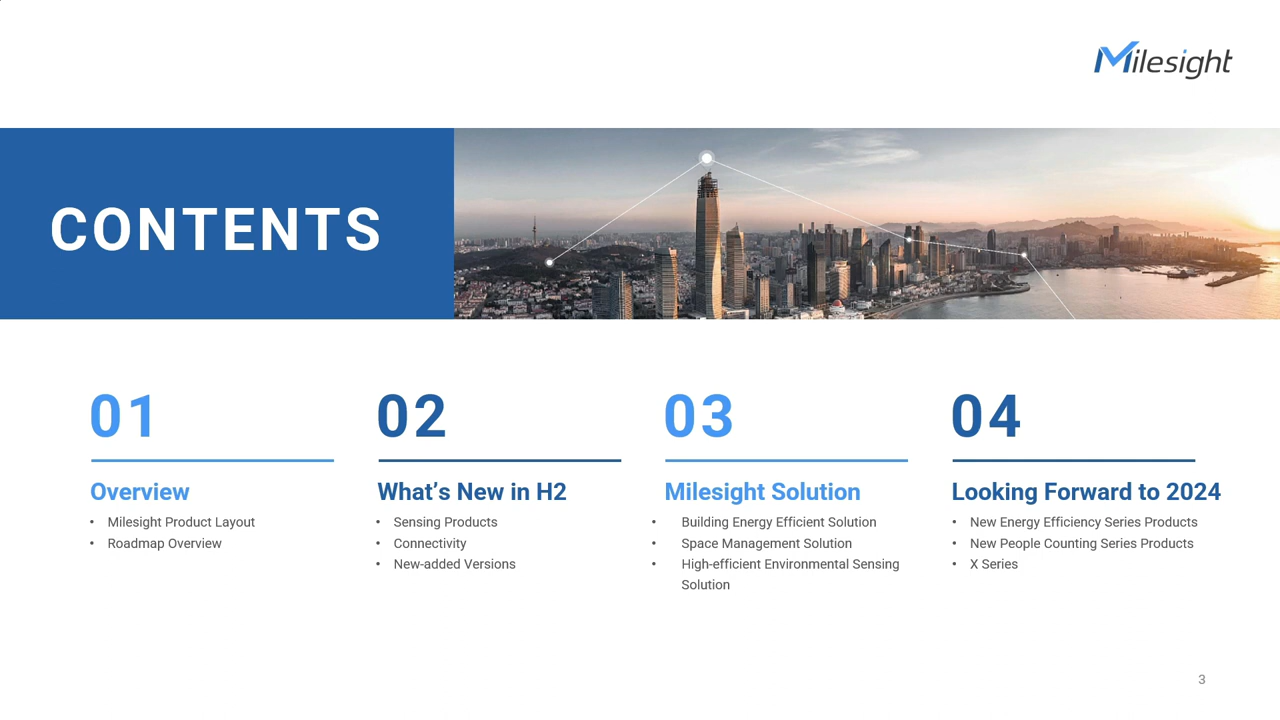 Milesight
CONTENTS
01
Overview
• Milesight Product Layout
• Roadmap Overview
02
What’s New in H2
• Sensing Products
• Connectivity
• New-added Versions
03
Milesight Solution
• Building Energy Efficient Solution
• Space Management Solution
• High-efficient Environmental Sensing
Solution
04
Looking Forward to 2024
• New Energy Efficiency Series Products
• New People Counting Series Products
• X Series
3